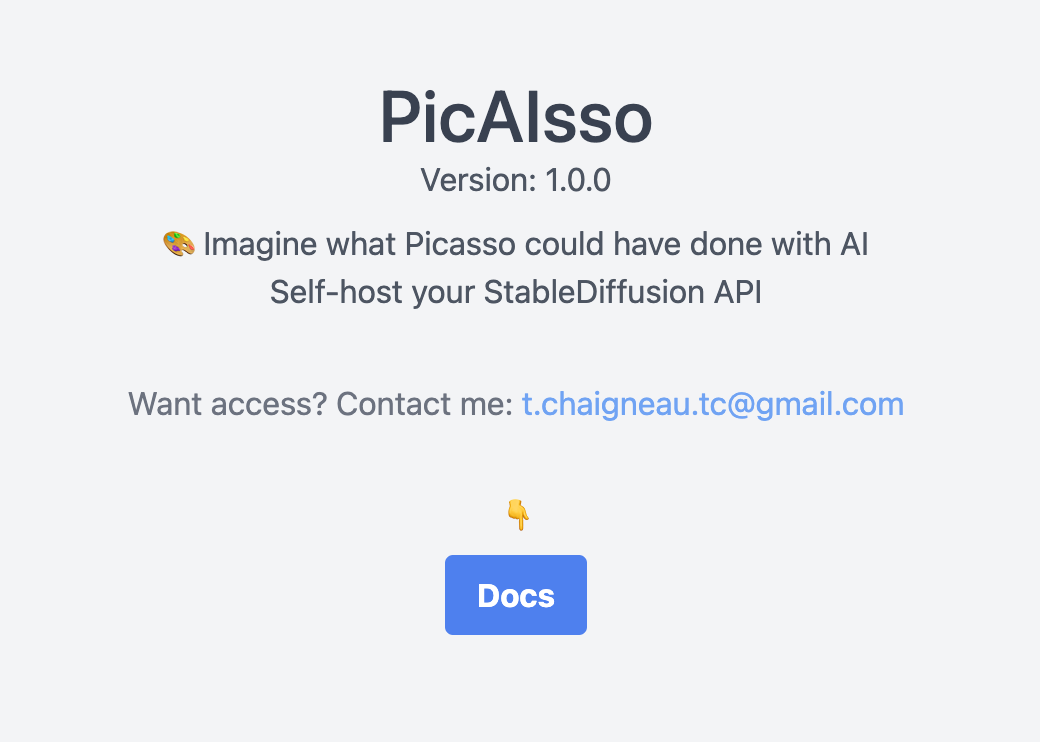 PicAIsso
Version: 1.0.0
🎨 Imagine what Picasso could have done with AI
Self-host your StableDiffusion API
Want access? Contact me: t.chaigneau.tc@gmail.com
👇
Docs